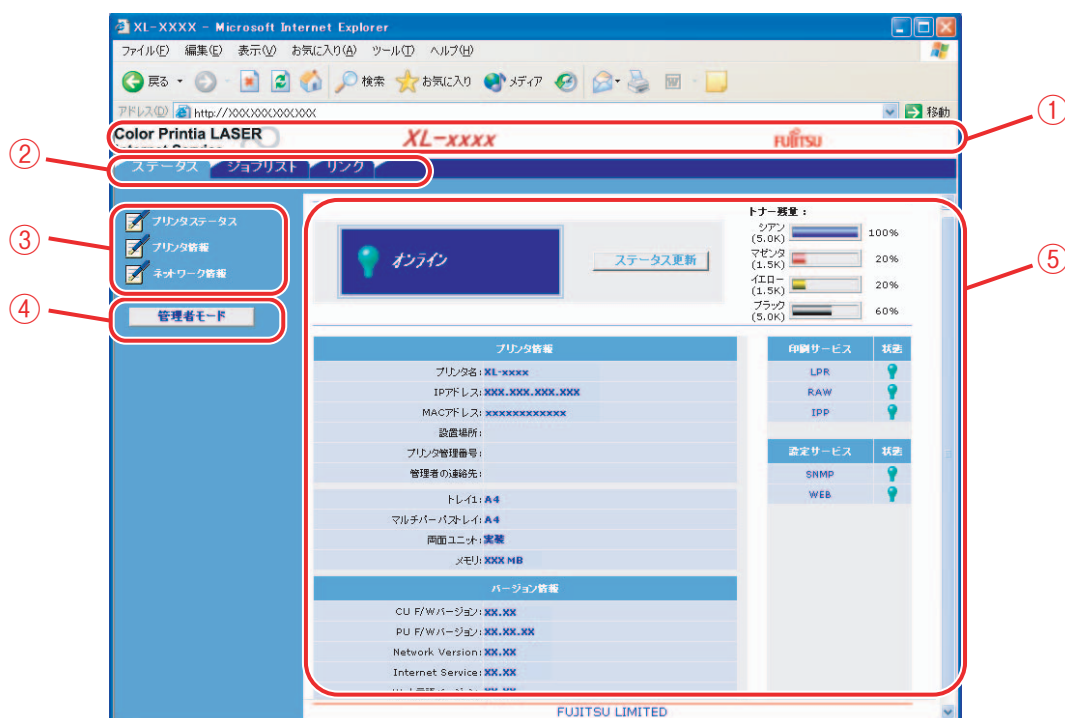 XL-XXXX - Microsoft Internet Explorer
ファイル(F) 編集(E) 表示(V) お気に入り(A) ツール(T) ヘルプ(H)
戻る 検索 お気に入り メディア
アドレス(D) http://XXX.XXX.XXX.XXX 移動
①
Color Printia LASER XL-xxxx FUJITSU
Internet Service
②
ステータス ジョブリスト リンク
③
プリンタステータス
プリンタ情報
ネットワーク情報
④
管理者モード
⑤
オンライン
ステータス更新
トナー残量:
シアン
(5.0K) 100%
マゼンタ
(1.5K) 20%
イエロー
(1.5K) 20%
ブラック
(5.0K) 60%
プリンタ情報
プリンタ名: XL-xxxx
IPアドレス: XXX.XXX.XXX.XXX
MACアドレス: xxxxxxxxxxxx
設置場所:
プリンタ管理番号:
管理者の連絡先:
トレイ1: A4
マルチパーパストレイ: A4
両面ユニット: 実装
メモリ: XXX MB
バージョン情報
CU F/Wバージョン: XX.XX
PU F/Wバージョン: XX.XX.XX
Network Version: XX.XX
Internet Service: XX.XX
印刷サービス 状態
LPR
RAW
IPP
設定サービス 状態
SNMP
WEB
FUJITSU LIMITED